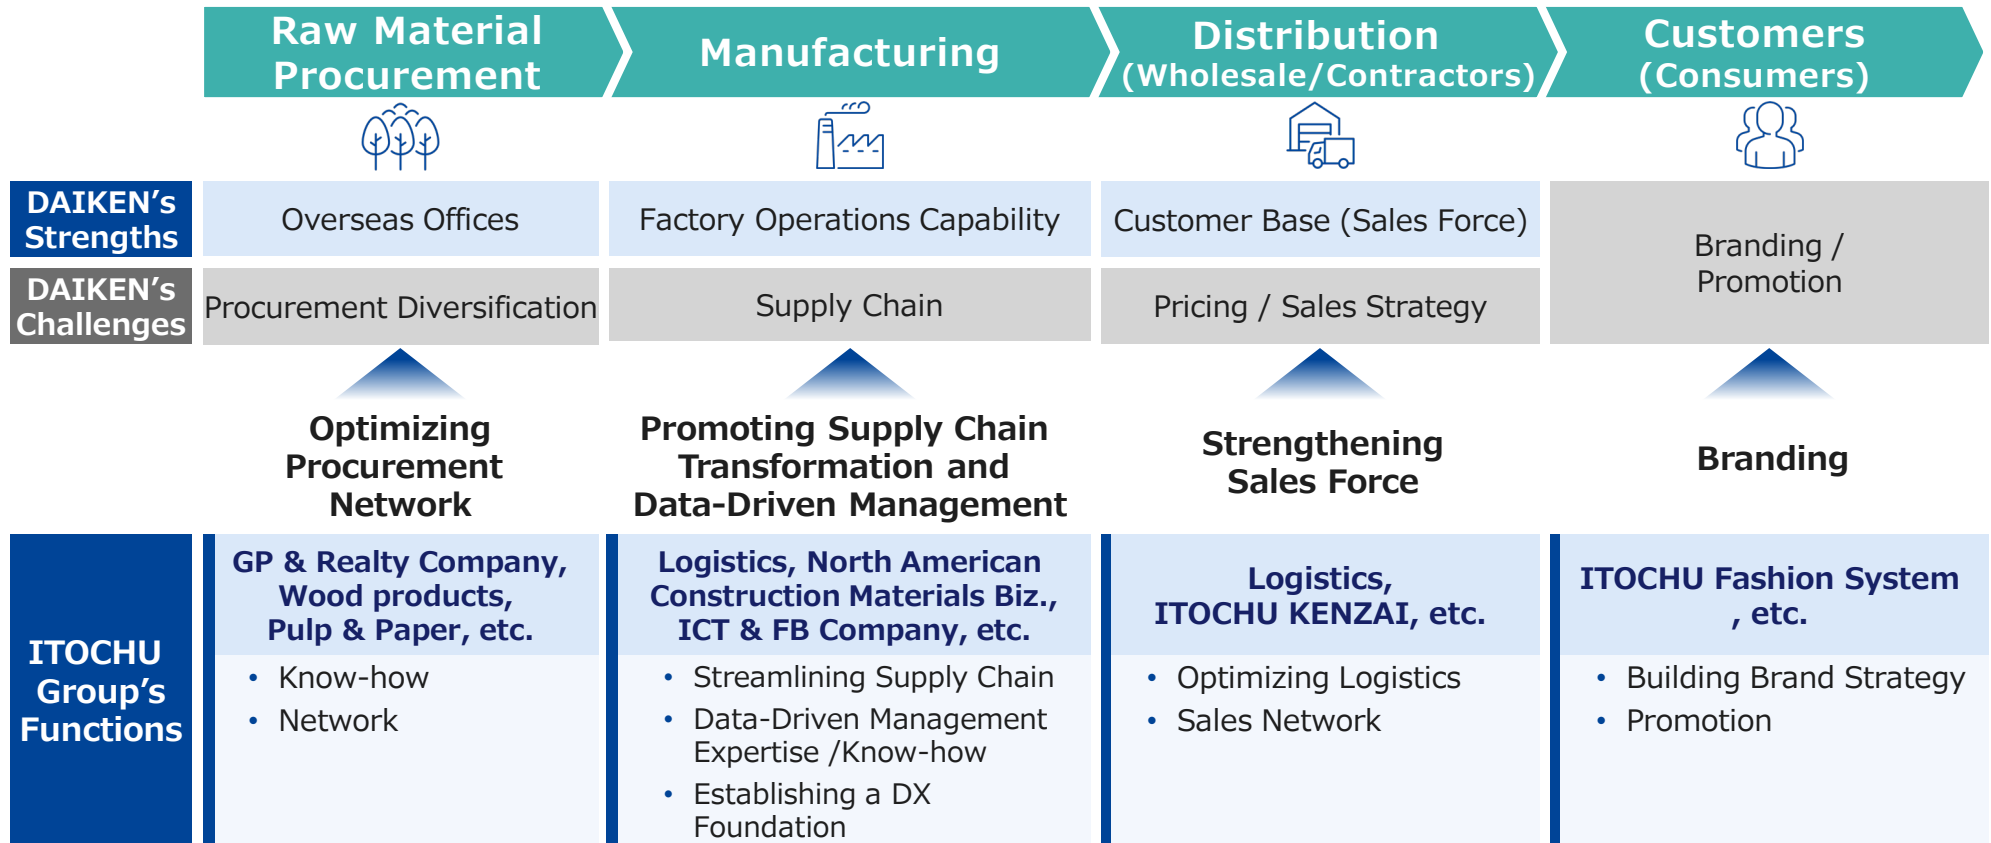 Raw Material
Procurement
Manufacturing
Distribution
(Wholesale/Contractors)
Customers
(Consumers)
DAIKEN's
Strengths
Overseas Offices
Factory Operations Capability
Customer Base (Sales Force)
Branding /
Promotion
DAIKEN's
Challenges
Procurement Diversification
Supply Chain
Pricing / Sales Strategy
Optimizing
Procurement
Network
Promoting Supply Chain
Transformation and
Data-Driven Management
Strengthening
Sales Force
Branding
ITOCHU
Group's
Functions
GP & Realty Company,
Wood products,
Pulp & Paper, etc.
• Know-how
• Network
Logistics, North American
Construction Materials Biz.,
ICT & FB Company, etc.
• Streamlining Supply Chain
• Data-Driven Management
Expertise /Know-how
• Establishing a DX
Foundation
Logistics,
ITOCHU KENZAI, etc.
• Optimizing Logistics
• Sales Network
ITOCHU Fashion System
, etc.
• Building Brand Strategy
• Promotion